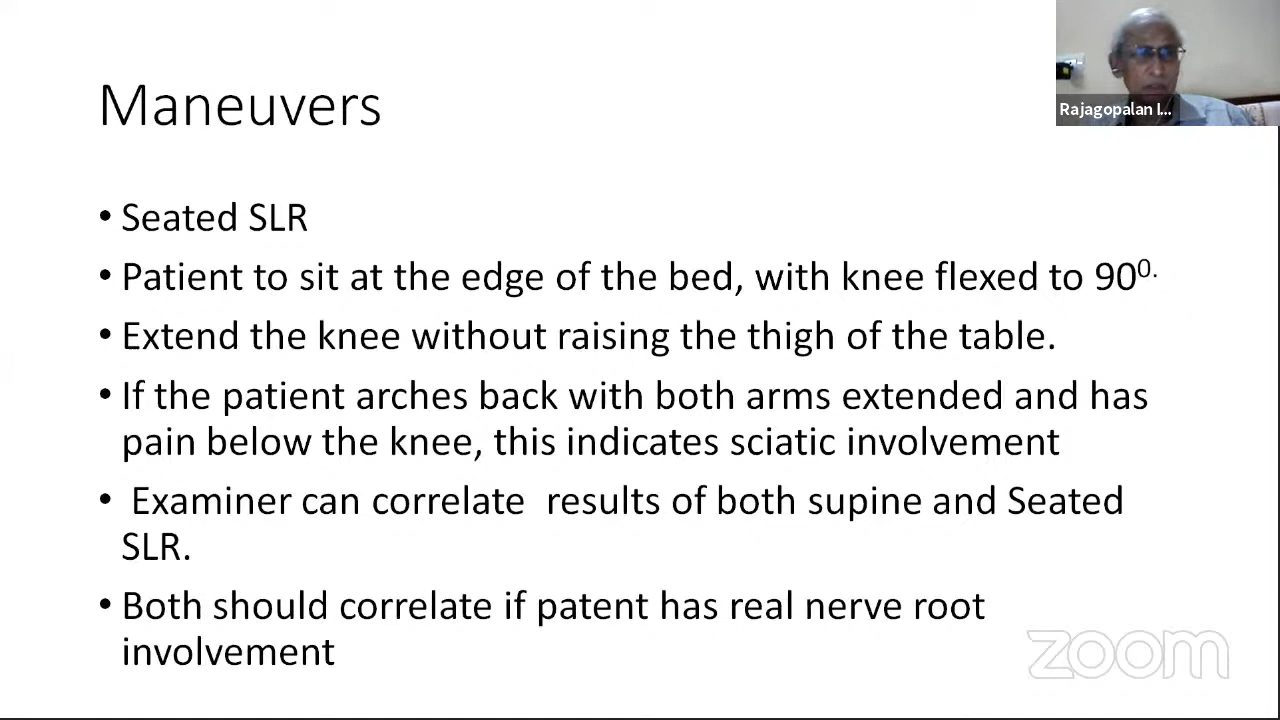 Maneuvers
Rajagopalan I...
• Seated SLR
• Patient to sit at the edge of the bed, with knee flexed to 90⁰·
• Extend the knee without raising the thigh of the table.
• If the patient arches back with both arms extended and has
pain below the knee, this indicates sciatic involvement
• Examiner can correlate  results of both supine and Seated
SLR.
• Both should correlate if patent has real nerve root
involvement
zoom